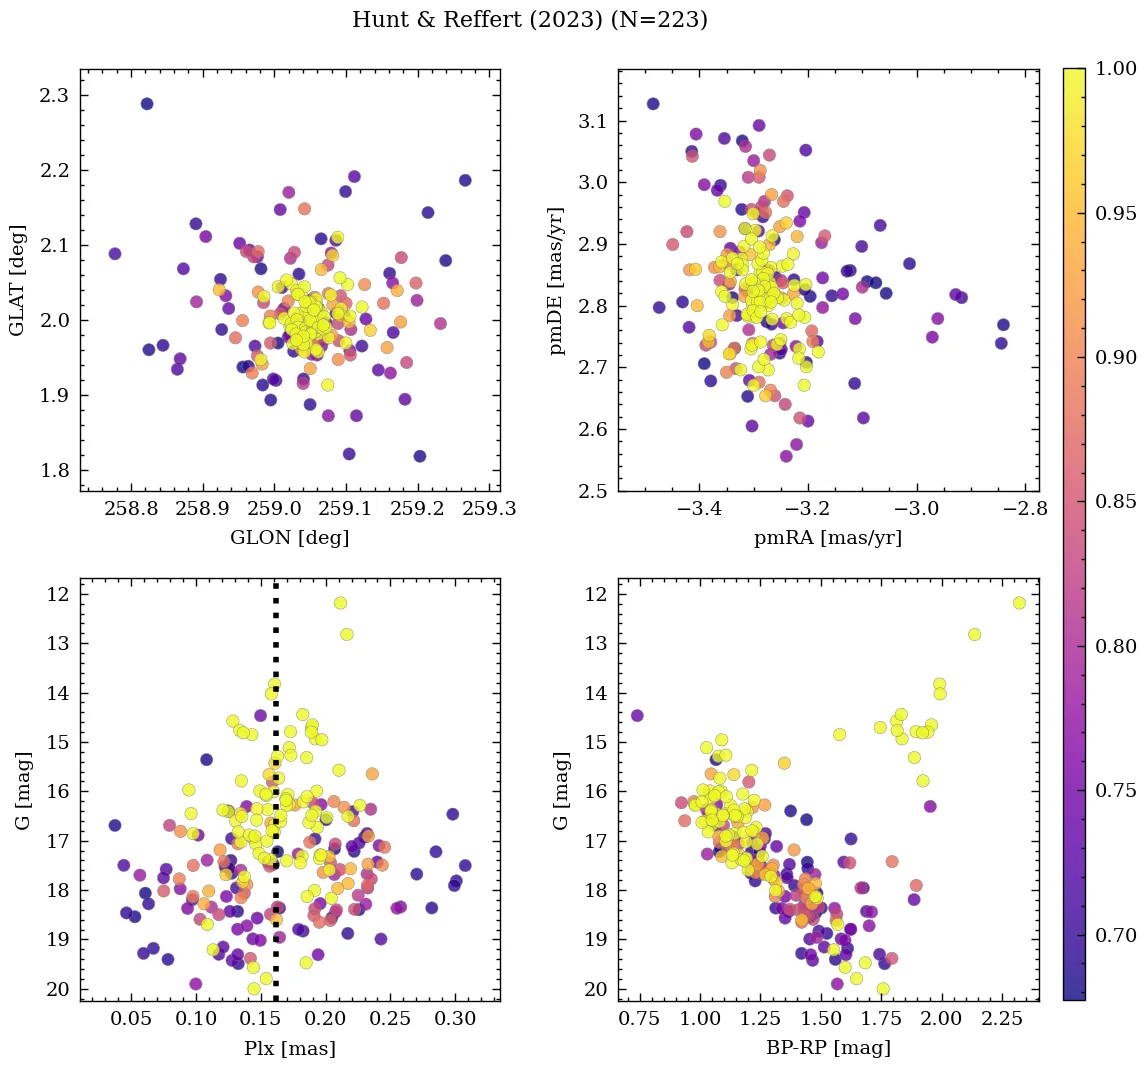 Hunt & Reffert (2023) (N=223)
2.3
2.2
2.1
2.0
1.9
1.8
GLAT [deg]
258.8 258.9 259.0 259.1 259.2 259.3
GLON [deg]
3.1
3.0
2.9
2.8
2.7
2.6
2.5
pmDE [mas/yr]
−3.4 −3.2 −3.0 −2.8
pmRA [mas/yr]
12
13
14
15
16
17
18
19
20
G [mag]
0.05 0.10 0.15 0.20 0.25 0.30
Plx [mas]
12
13
14
15
16
17
18
19
20
G [mag]
0.75 1.00 1.25 1.50 1.75 2.00 2.25
BP-RP [mag]
1.00
0.95
0.90
0.85
0.80
0.75
0.70